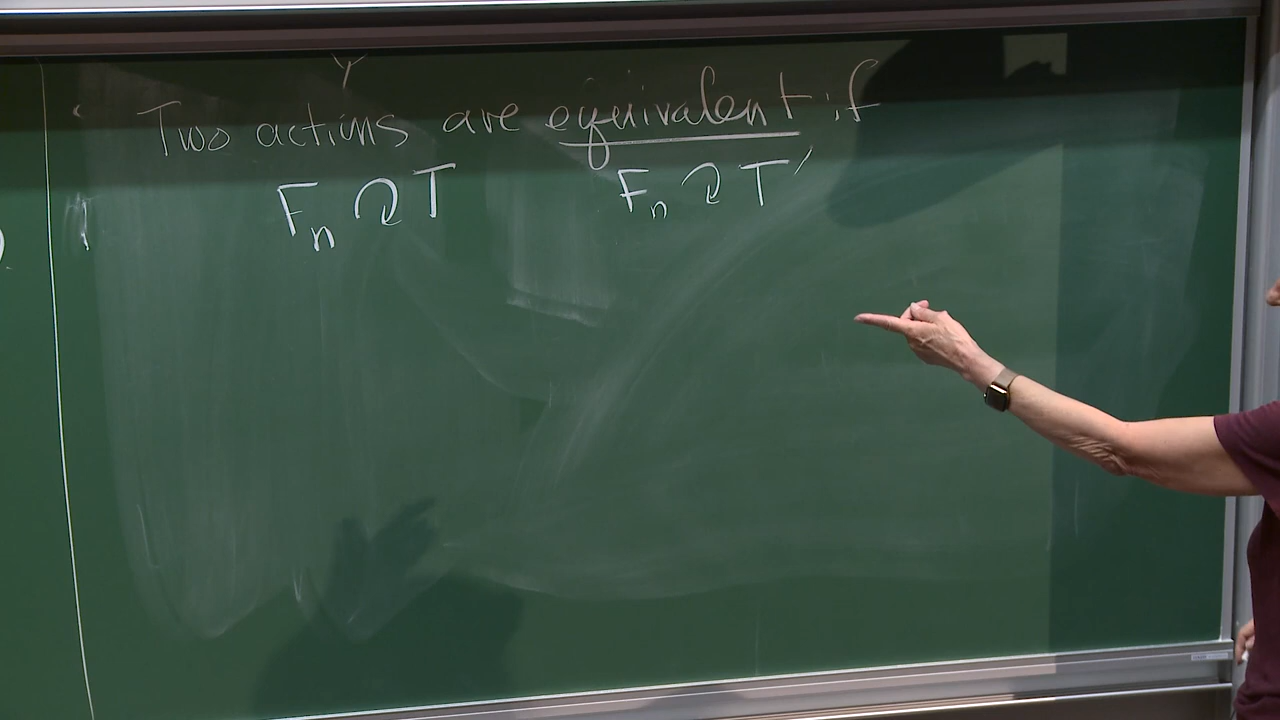 Two actions are equivalent if
Fₙ ↷ T Fₙ ↷ T′